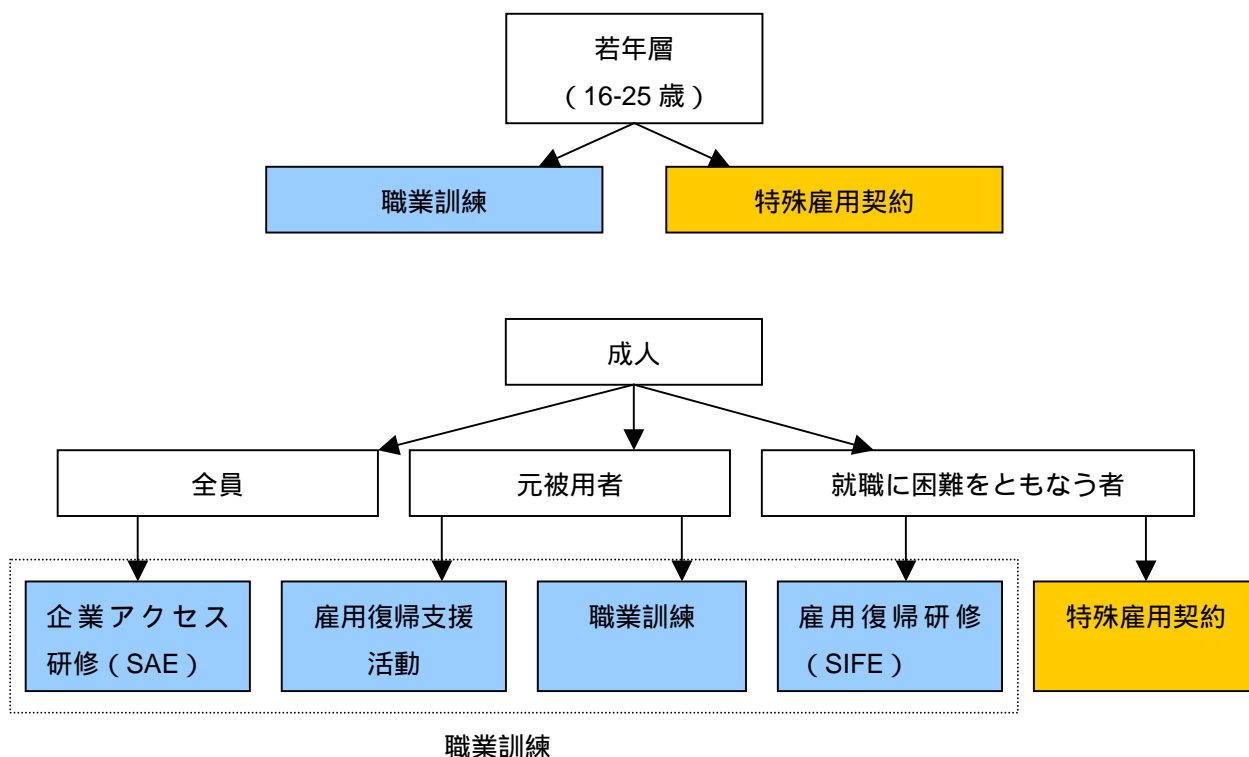 若年層
（16-25 歳）
職業訓練
特殊雇用契約
成人
全員
元被用者
就職に困難をともなう者
企業アクセス
研修（SAE）
雇用復帰支援
活動
職業訓練
雇用復帰研修
（SIFE）
特殊雇用契約
職業訓練